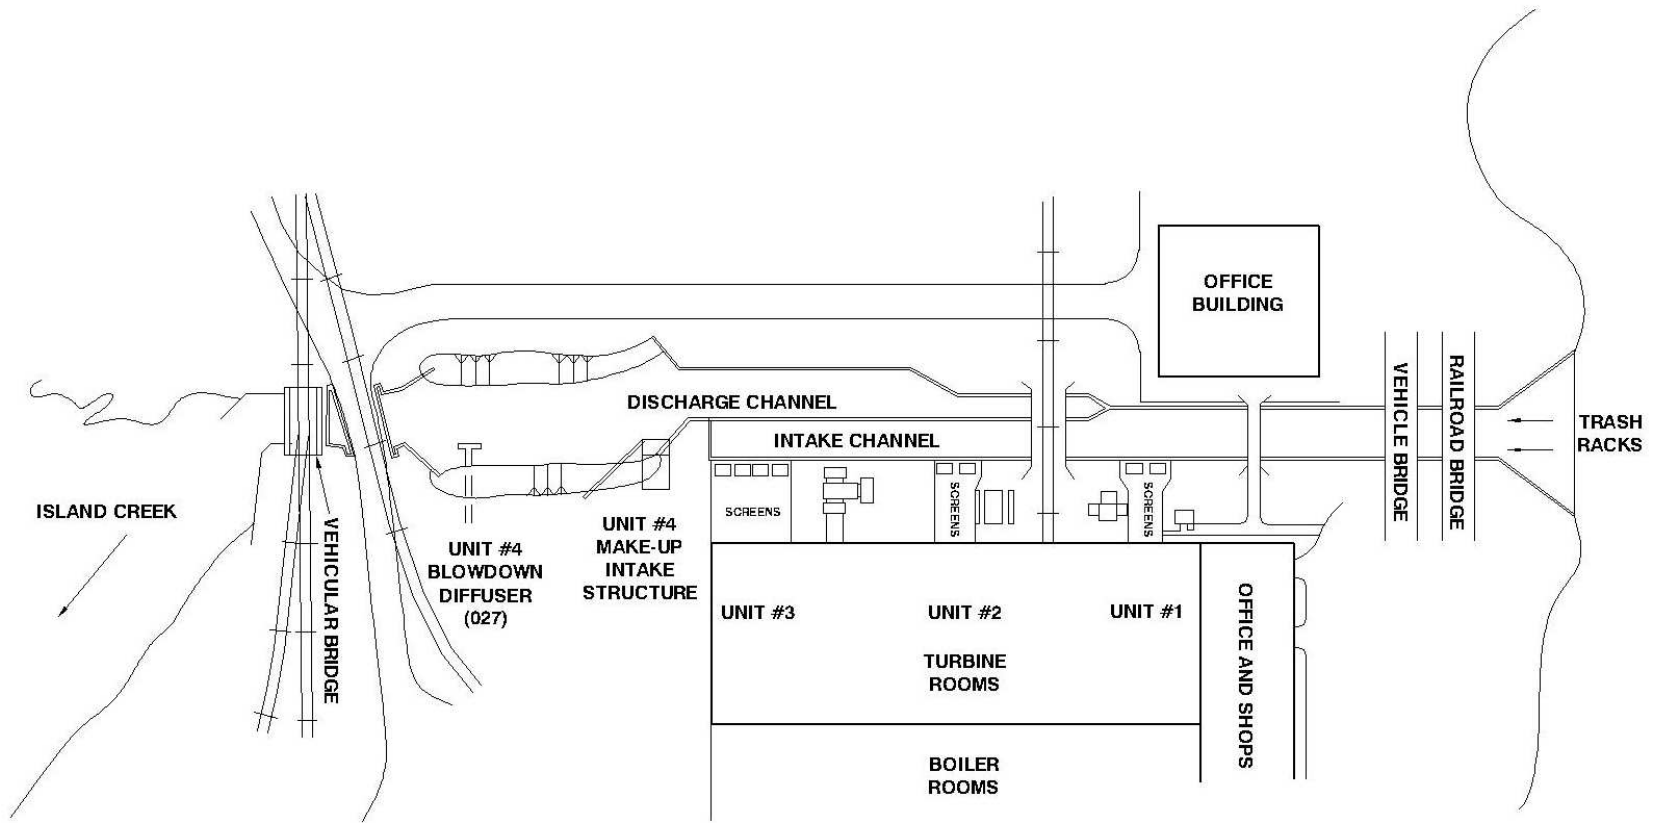 OFFICE
BUILDING
VEHICLE BRIDGE
RAILROAD BRIDGE
TRASH
RACKS
DISCHARGE CHANNEL
INTAKE CHANNEL
ISLAND CREEK
VEHICULAR BRIDGE
UNIT #4
BLOWDOWN
DIFFUSER
(027)
UNIT #4
MAKE-UP
INTAKE
STRUCTURE
SCREENS
SCREENS
SCREENS
UNIT #3
UNIT #2
UNIT #1
TURBINE
ROOMS
BOILER
ROOMS
OFFICE AND SHOPS